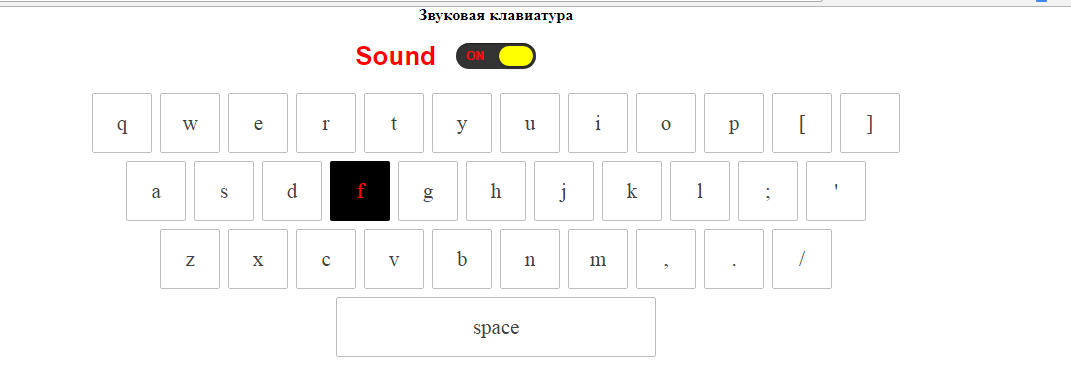 Звуковая клавиатура
Sound ON
q w e r t y u i o p [ ]
a s d f g h j k l ; '
z x c v b n m , . /
space